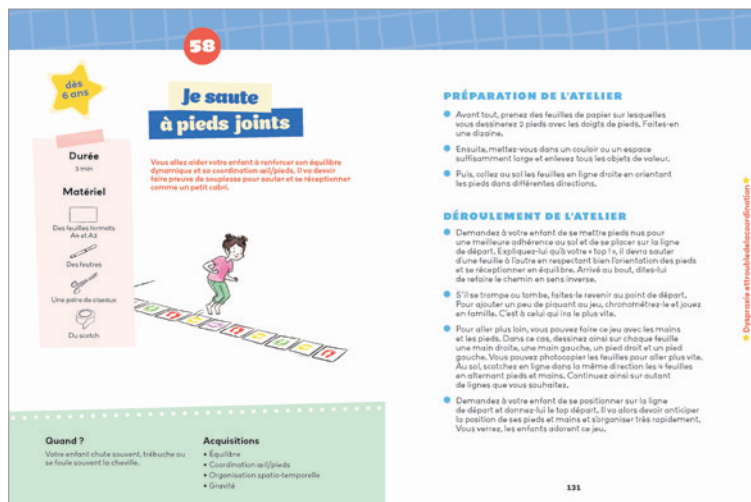 58
dès
6 ans
Je saute
à pieds joints
Durée
3 min
Matériel
Des feuilles formats
A4 et A3
Des feutres
Une paire de ciseaux
Du scotch
Vous allez aider votre enfant à renforcer son équilibre
dynamique et sa coordination œil/pieds. Il va devoir
faire preuve de souplesse pour sauter et se réceptionner
comme un petit cabri.
Quand ?
Votre enfant chute souvent, trébuche ou
se foule souvent la cheville.
Acquisitions
• Équilibre
• Coordination œil/pieds
• Organisation spatio-temporelle
• Gravité
PRÉPARATION DE L'ATELIER
Avant tout, prenez des feuilles de papier sur lesquelles
vous dessinerez 2 pieds avec les doigts de pieds. Faites-en
une dizaine.
Ensuite, mettez-vous dans un couloir ou un espace
suffisamment large et enlevez tous les objets de valeur.
Puis, collez au sol les feuilles en ligne droite en orientant
les pieds dans différentes directions.
DÉROULEMENT DE L'ATELIER
Demandez à votre enfant de se mettre pieds nus pour
une meilleure adhérence au sol et de se placer sur la ligne
de départ. Expliquez-lui qu'à votre « top ! », il devra sauter
d'une feuille à l'autre en respectant bien l'orientation des pieds
et se réceptionner en équilibre. Arrivé au bout, dites-lui
de refaire le chemin en sens inverse.
S'il se trompe ou tombe, faites-le revenir au point de départ.
Pour ajouter un peu de piquant au jeu, chronométrez-le et jouez
en famille. C'est à celui qui ira le plus vite.
Pour aller plus loin, vous pouvez faire ce jeu avec les mains
et les pieds. Dans ce cas, dessinez ainsi sur chaque feuille
une main droite, une main gauche, un pied droit et un pied
gauche. Vous pouvez photocopier les feuilles pour aller plus vite.
Au sol, scotchez en ligne dans la même direction les 4 feuilles
en alternant pieds et mains. Continuez ainsi sur autant
de lignes que vous souhaitez.
Demandez à votre enfant de se positionner sur la ligne
de départ et donnez-lui le top départ. Il va alors devoir anticiper
la position de ses pieds et mains et s'organiser très rapidement.
Vous verrez, les enfants adorent ce jeu.
131
Dyspraxie et trouble de la coordination